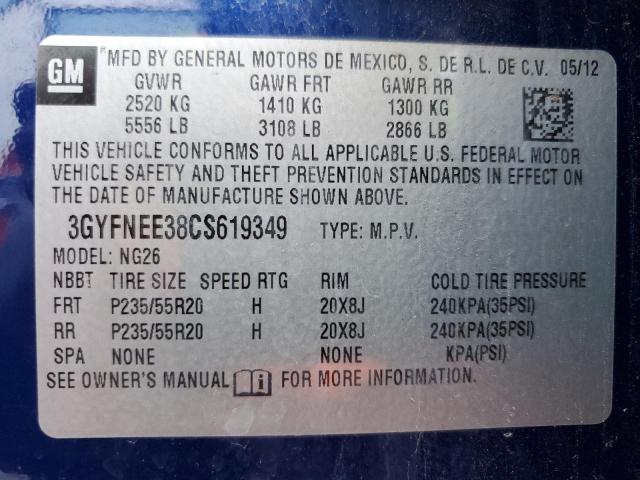 GM
® MFD BY GENERAL MOTORS DE MEXICO, S. DE R.L. DE C.V. 05/12
GVWR GAWR FRT GAWR RR
2520 KG 1410 KG 1300 KG
5556 LB 3108 LB 2866 LB
THIS VEHICLE CONFORMS TO ALL APPLICABLE U.S. FEDERAL MOTOR
VEHICLE SAFETY AND THEFT PREVENTION STANDARDS IN EFFECT ON
THE DATE OF MANUFACTURE SHOWN ABOVE.
3GYFNEE38CS619349 TYPE: M.P.V.
MODEL: NG26
NBBT TIRE SIZE SPEED RTG RIM COLD TIRE PRESSURE
FRT P235/55R20 H 20X8J 240KPA(35PSI)
RR P235/55R20 H 20X8J 240KPA(35PSI)
SPA NONE NONE KPA(PSI)
SEE OWNER'S MANUAL FOR MORE INFORMATION